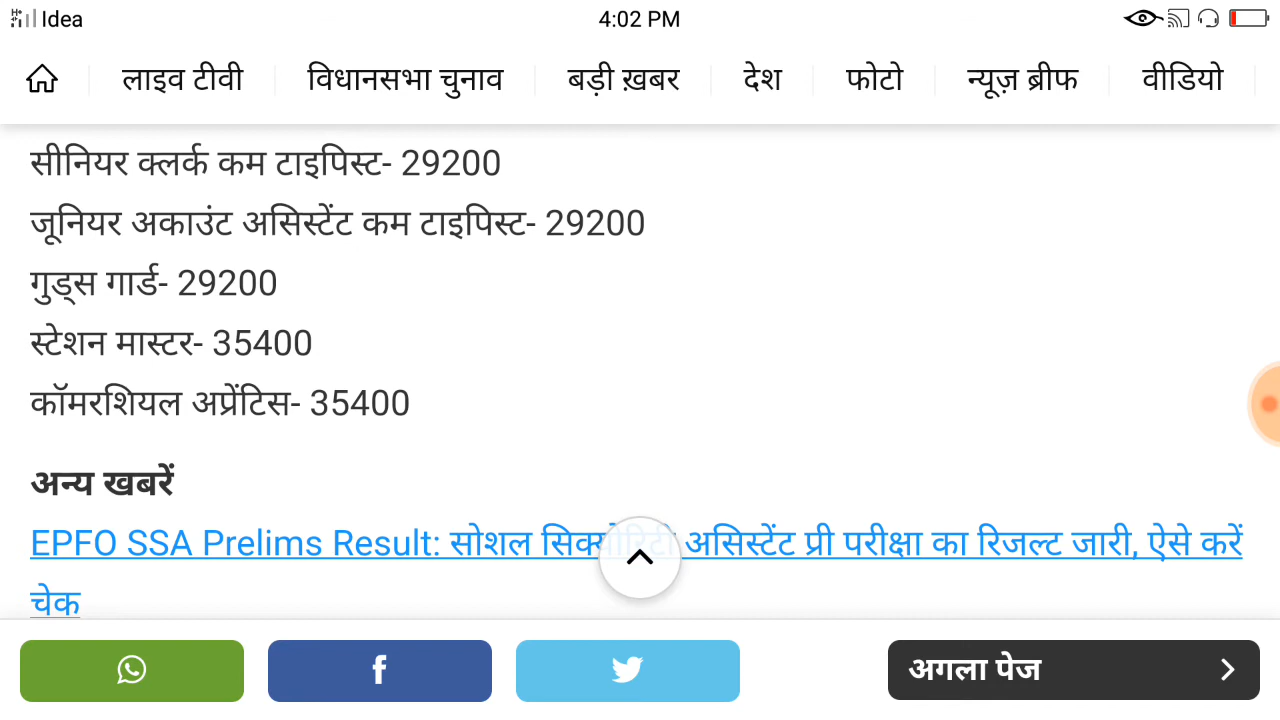 Idea 4:02 PM
लाइव टीवी विधानसभा चुनाव बड़ी ख़बर देश फोटो न्यूज़ ब्रीफ वीडियो
सीनियर क्लर्क कम टाइपिस्ट- 29200
जूनियर अकाउंट असिस्टेंट कम टाइपिस्ट- 29200
गुड्स गार्ड- 29200
स्टेशन मास्टर- 35400
कॉमरशियल अप्रेंटिस- 35400
अन्य खबरें
EPFO SSA Prelims Result: सोशल सिक्योरिटी असिस्टेंट प्री परीक्षा का रिजल्ट जारी, ऐसे करें
चेक
अगला पेज